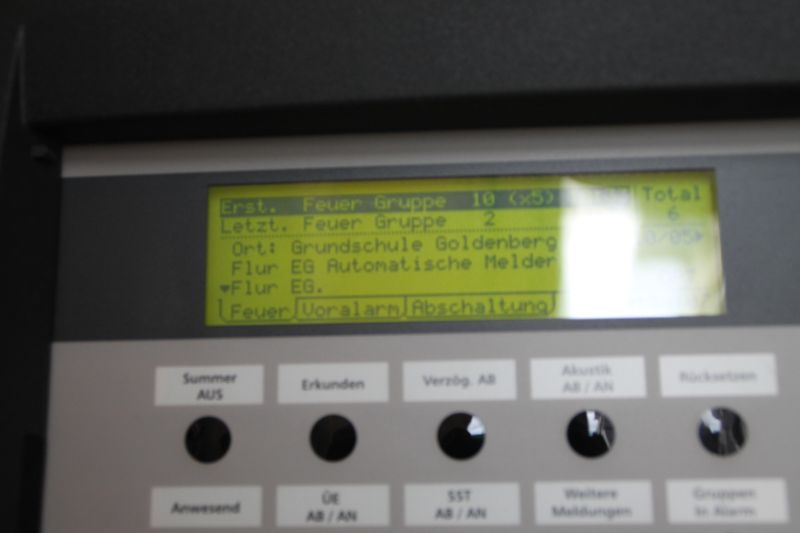 Erst. Feuer Gruppe 10 (x5) Total
Letzt. Feuer Gruppe 2 6
Ort: Grundschule Goldenberg
Flur EG Automatische Melder
Flur EG.
Feuer Voralarm Abschaltung
Summer AUS
Erkunden
Verzög. AB
Akustik AB / AN
Rücksetzen
Anwesend
ÜE AB / AN
SST AB / AN
Weitere Meldungen
Gruppen In Alarm